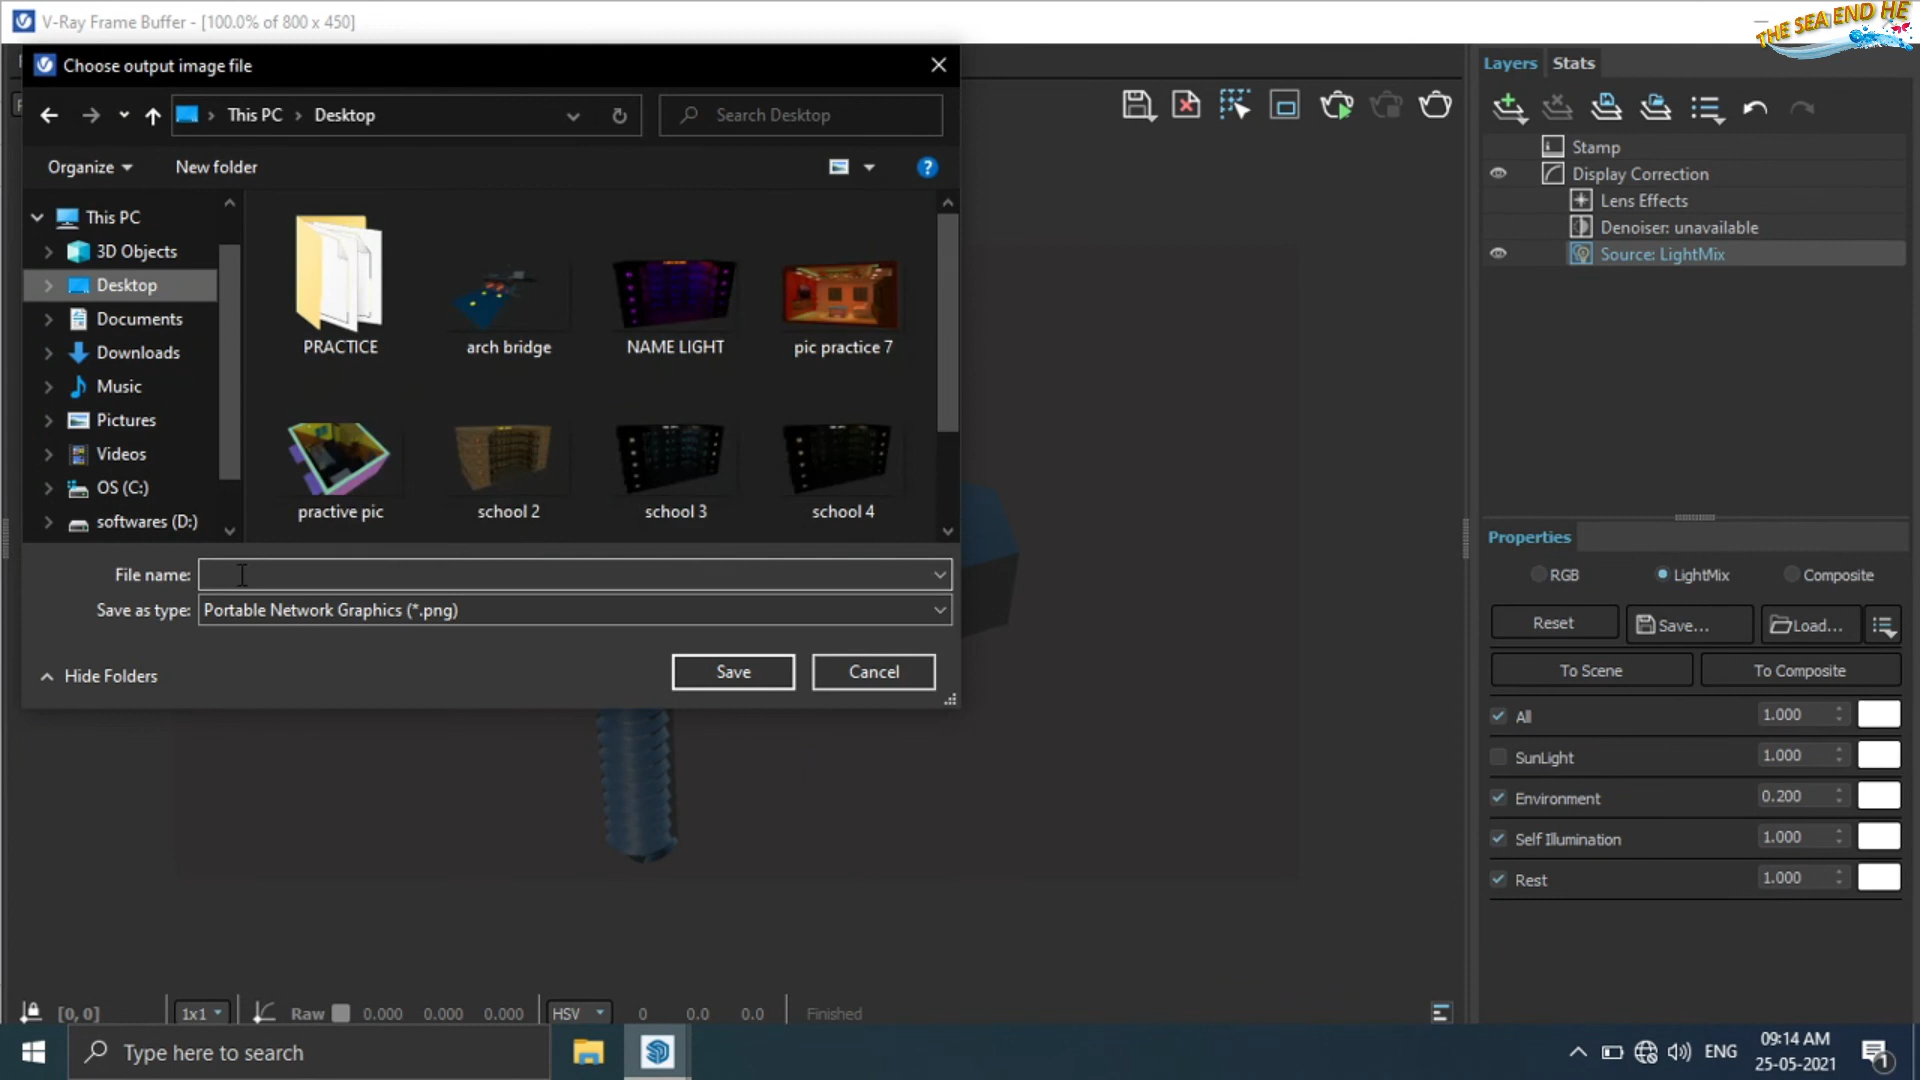 V-Ray Frame Buffer - [100.0% of 800 x 450]
THE SEA END HE
Choose output image file
This PC
Desktop
Search Desktop
Organize
New folder
This PC
3D Objects
Desktop
Documents
Downloads
Music
Pictures
Videos
OS (C:)
softwares (D:)
PRACTICE
arch bridge
NAME LIGHT
pic practice 7
practive pic
school 2
school 3
school 4
File name:
Save as type:
Portable Network Graphics (*.png)
Hide Folders
Save
Cancel
Layers
Stats
Stamp
Display Correction
Lens Effects
Denoiser: unavailable
Source: LightMix
Properties
RGB
LightMix
Composite
Reset
Save...
Load...
To Scene
To Composite
All
1.000
SunLight
1.000
Environment
0.200
Self Illumination
1.000
Rest
1.000
[0, 0]
1x1
Raw
0.000
0.000
0.000
HSV
0
0.0
0.0
Finished
Type here to search
ENG
09:14 AM
25-05-2021
1